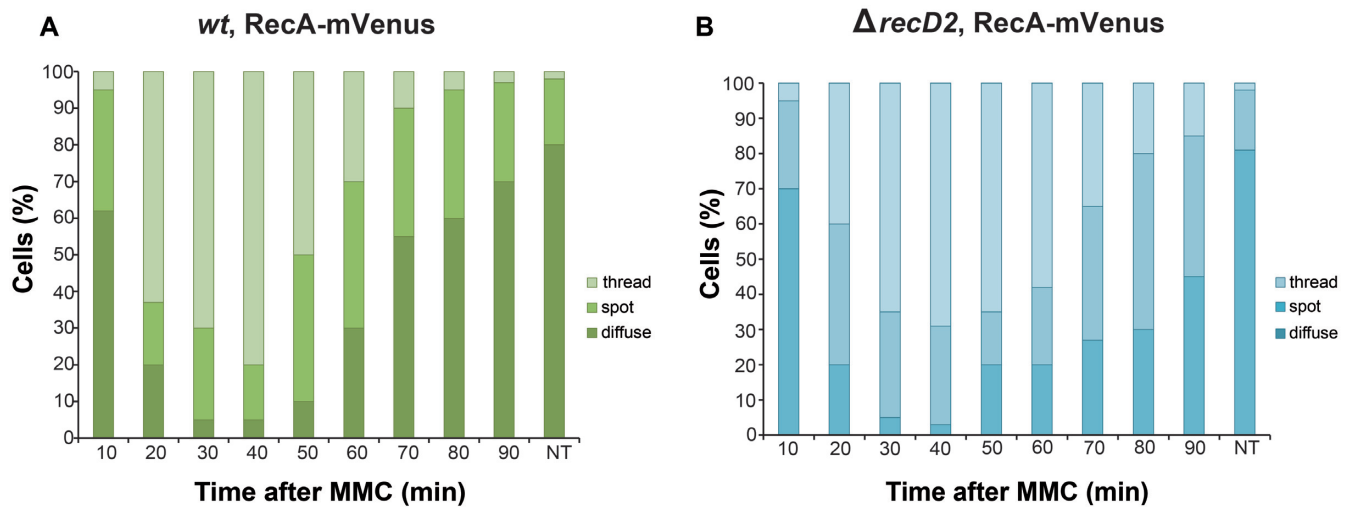 A
wt, RecA-mVenus
100
90
80
70
60
50
40
30
20
10
0
Cells (%)
10 20 30 40 50 60 70 80 90 NT
Time after MMC (min)
thread
spot
diffuse
B
ΔrecD2, RecA-mVenus
100
90
80
70
60
50
40
30
20
10
0
Cells (%)
10 20 30 40 50 60 70 80 90 NT
Time after MMC (min)
thread
spot
diffuse